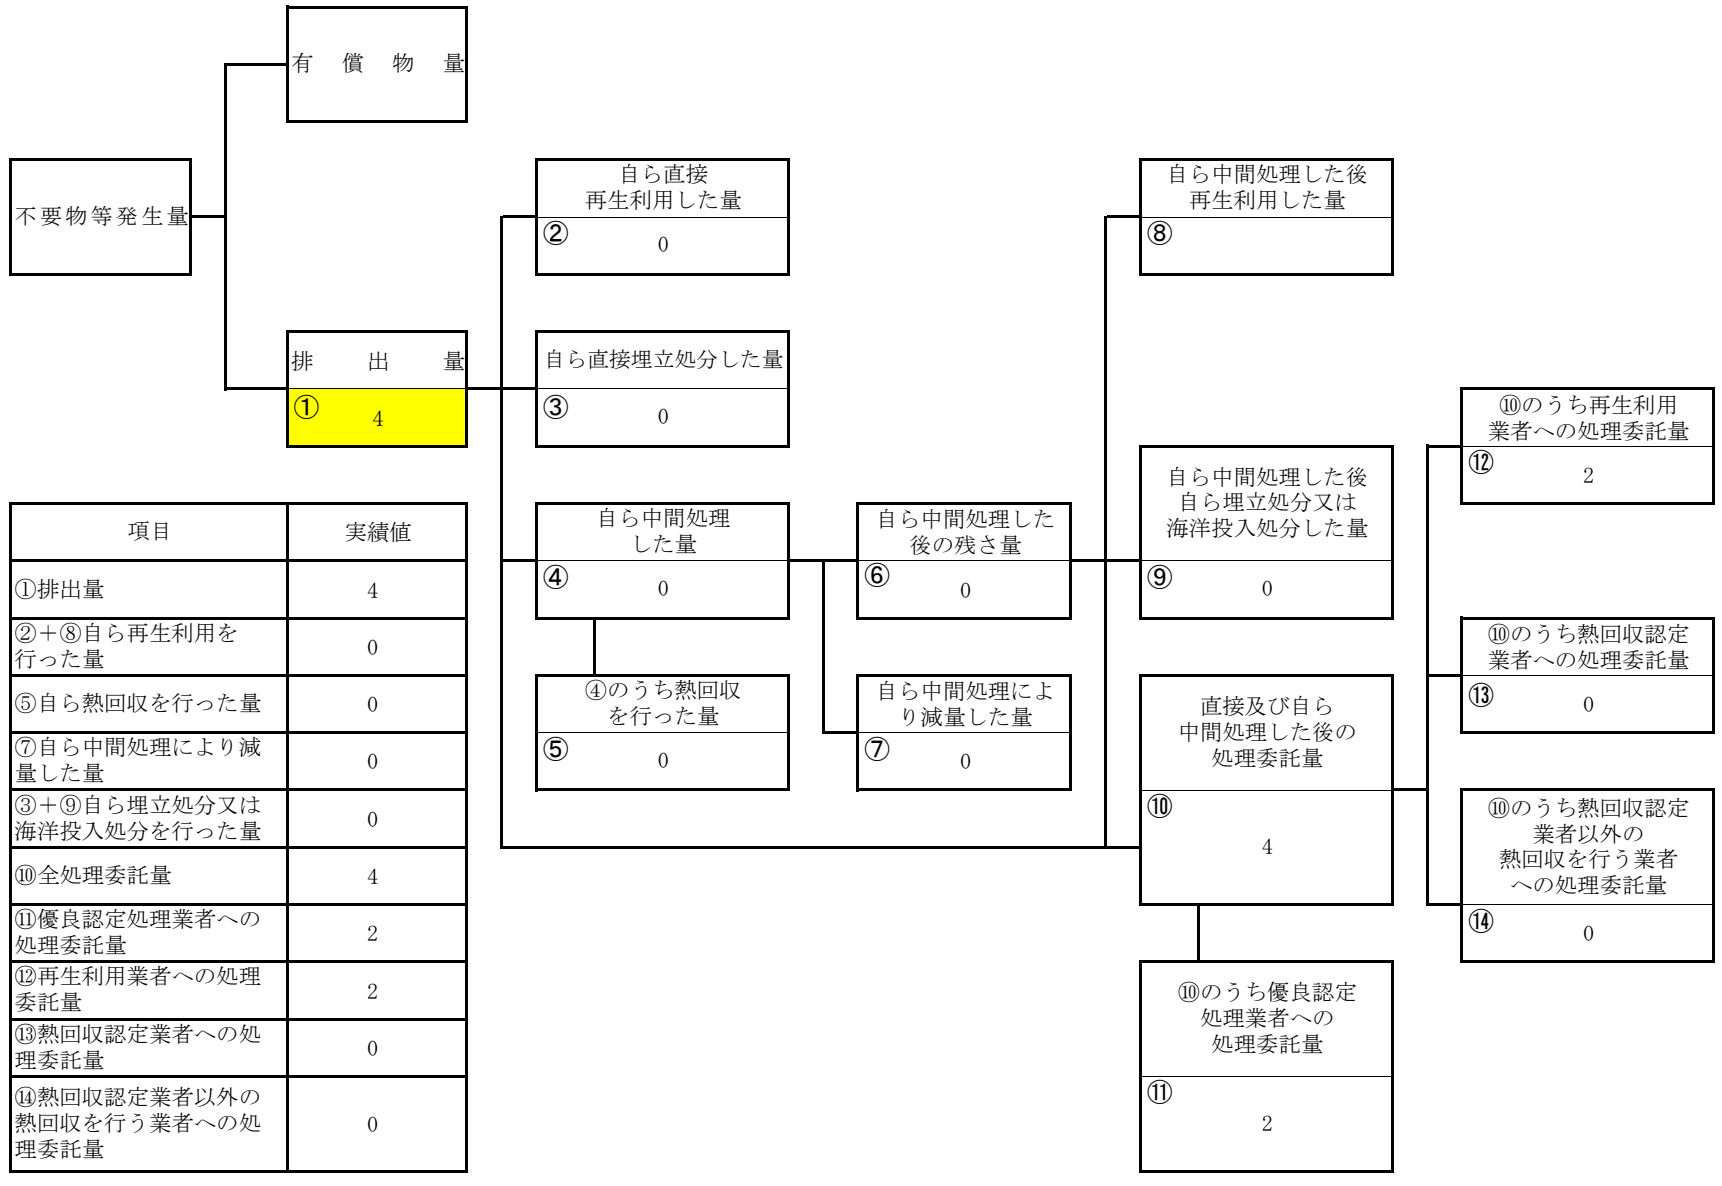 有償物量
不要物等発生量
排出量
①
4
自ら直接
再生利用した量
②
0
自ら直接埋立処分した量
③
0
自ら中間処理
した量
④
0
④のうち熱回収
を行った量
⑤
0
自ら中間処理した
後の残さ量
⑥
0
自ら中間処理によ
り減量した量
⑦
0
自ら中間処理した後
再生利用した量
⑧
自ら中間処理した後
自ら埋立処分又は
海洋投入処分した量
⑨
0
直接及び自ら
中間処理した後の
処理委託量
⑩
4
⑩のうち優良認定
処理業者への
処理委託量
⑪
2
⑩のうち再生利用
業者への処理委託量
⑫
2
⑩のうち熱回収認定
業者への処理委託量
⑬
0
⑩のうち熱回収認定
業者以外の
熱回収を行う業者
への処理委託量
⑭
0
項目 実績値
①排出量 4
②＋⑧自ら再生利用を
行った量 0
⑤自ら熱回収を行った量 0
⑦自ら中間処理により減
量した量 0
③＋⑨自ら埋立処分又は
海洋投入処分を行った量 0
⑩全処理委託量 4
⑪優良認定処理業者への
処理委託量 2
⑫再生利用業者への処理
委託量 2
⑬熱回収認定業者への処
理委託量 0
⑭熱回収認定業者以外の
熱回収を行う業者への処
理委託量 0